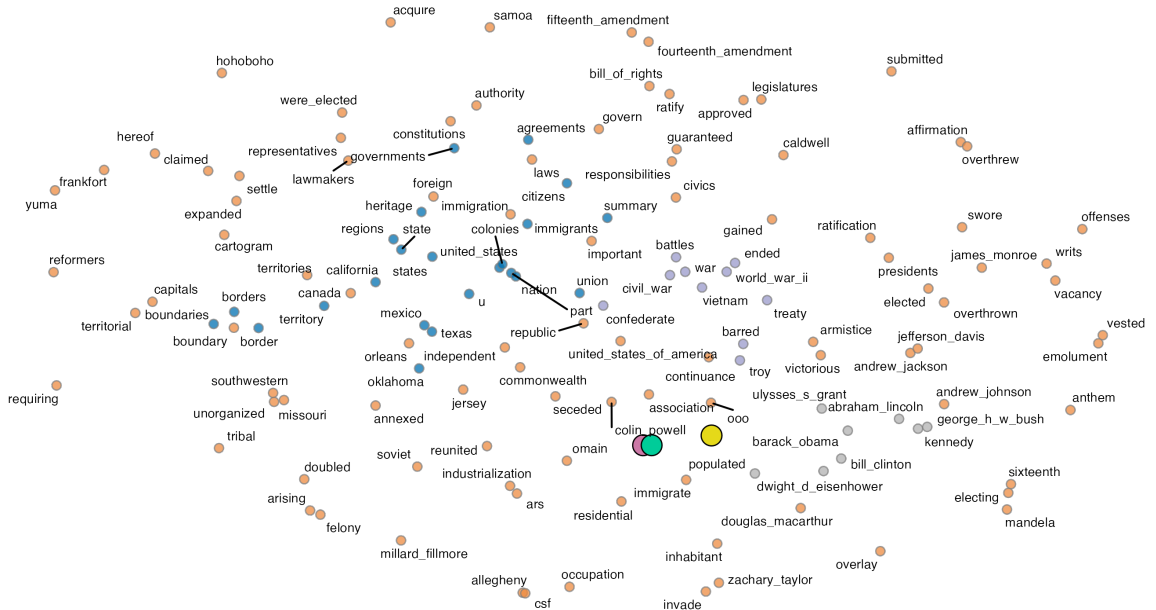 acquire
samoa
fifteenth_amendment
fourteenth_amendment
hohoboho
submitted
bill_of_rights
legislatures
were_elected
authority
ratify
approved
govern
constitutions
agreements
affirmation
hereof
guaranteed
caldwell
representatives
governments
claimed
laws
overthrew
lawmakers
responsibilities
frankfort
foreign
settle
civics
yuma
citizens
heritage
immigration
summary
expanded
swore
offenses
regions
state
colonies
immigrants
gained
ratification
cartogram
united_states
important
battles
ended
james_monroe
writs
reformers
territories
california
states
war
world_war_ii
presidents
capitals
borders
canada
u
nation
union
civil_war
vietnam
elected
vacancy
boundaries
territory
mexico
part
confederate
treaty
overthrown
territorial
boundary
border
texas
republic
barred
armistice
jefferson_davis
vested
orleans
independent
united_states_of_america
emolument
continuance
troy
victorious
andrew_jackson
southwestern
oklahoma
commonwealth
requiring
ulysses_s_grant
andrew_johnson
anthem
unorganized
missouri
annexed
jersey
seceded
association
ooo
abraham_lincoln
george_h_w_bush
tribal
colin_powell
barack_obama
kennedy
reunited
omain
soviet
populated
bill_clinton
doubled
industrialization
dwight_d_eisenhower
sixteenth
immigrate
arising
ars
electing
residential
douglas_macarthur
mandela
felony
millard_fillmore
inhabitant
overlay
allegheny
occupation
zachary_taylor
csf
invade